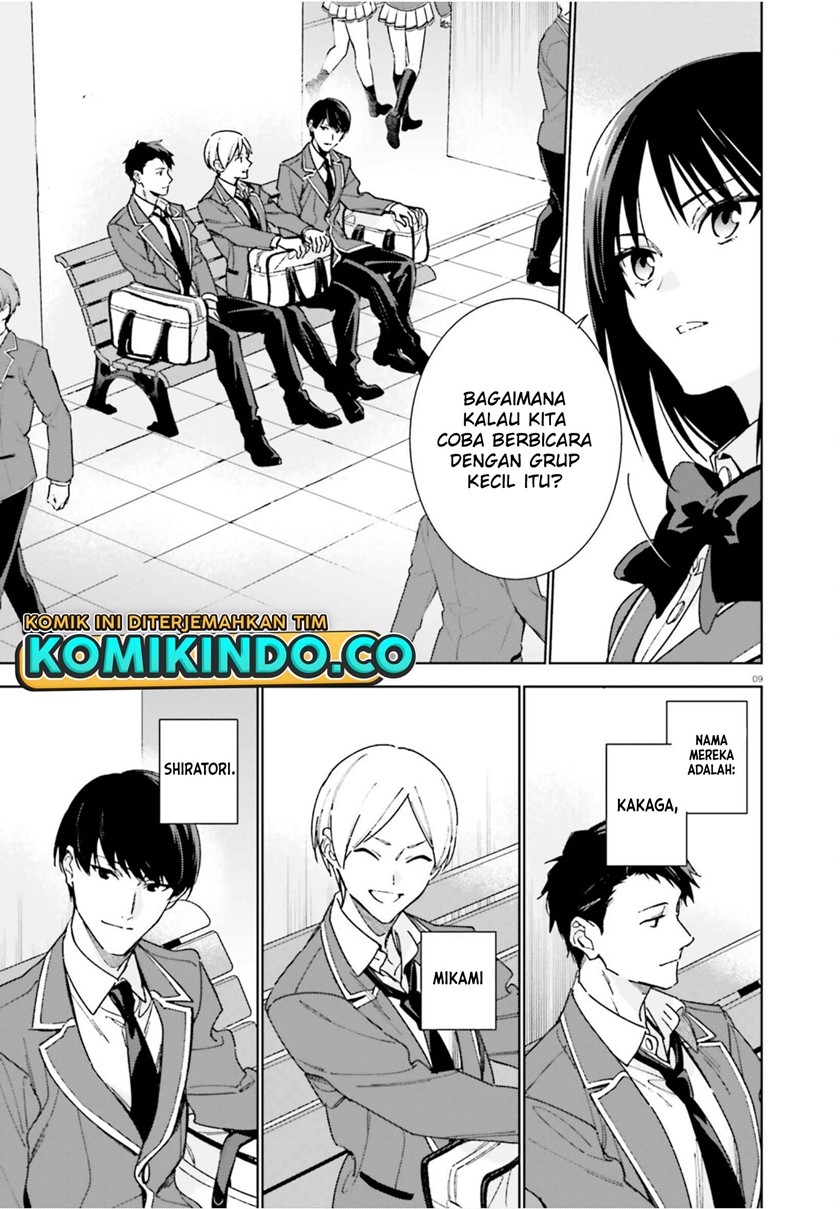 BAGAIMANA
KALAU KITA
COBA BERBICARA
DENGAN GRUP
KECIL ITU?
KOMIK INI DITERJEMAHKAN TIM
KOMIKINDO.CO
09
NAMA
MEREKA
ADALAH:
KAKAGA,
MIKAMI
SHIRATORI.